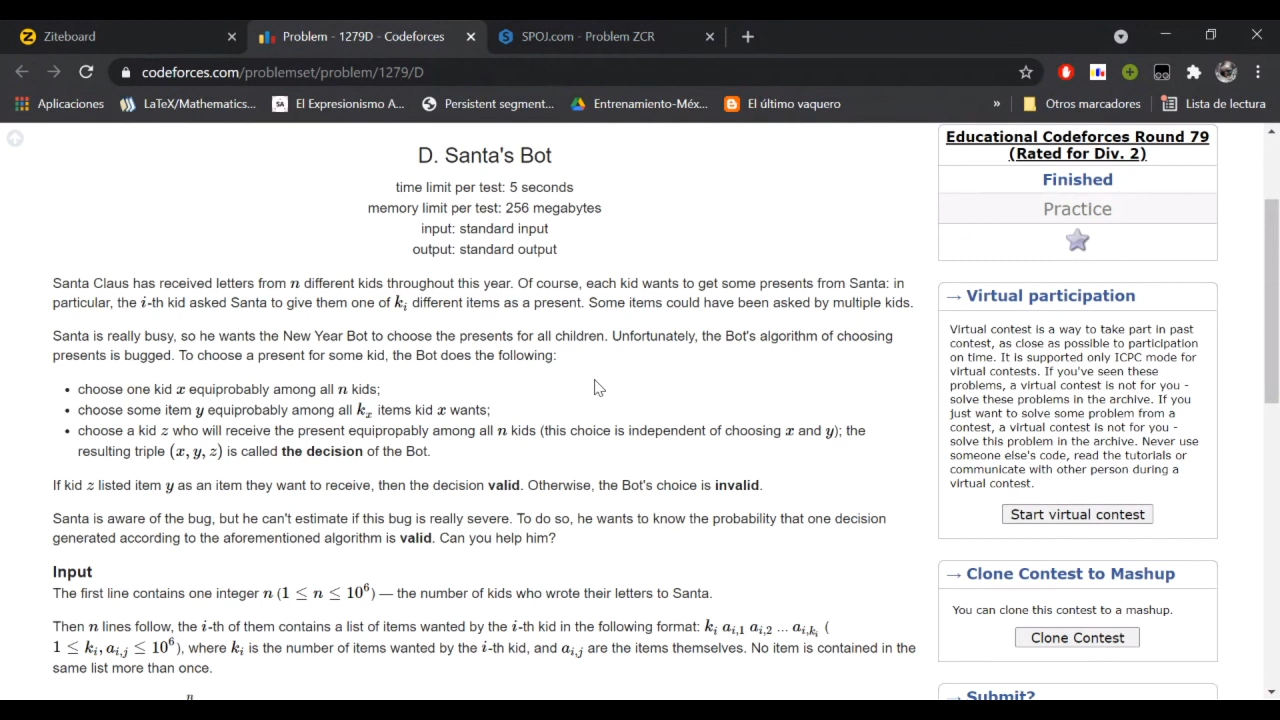 Ziteboard
Problem - 1279D - Codeforces
SPOJ.com - Problem ZCR
codeforces.com/problemset/problem/1279/D
Aplicaciones
LaTeX/Mathematics...
El Expresionismo A...
Persistent segment...
Entrenamiento-Méx...
El último vaquero
»
Otros marcadores
Lista de lectura
D. Santa's Bot
time limit per test: 5 seconds
memory limit per test: 256 megabytes
input: standard input
output: standard output
Santa Claus has received letters from n different kids throughout this year. Of course, each kid wants to get some presents from Santa: in
particular, the i-th kid asked Santa to give them one of k_i different items as a present. Some items could have been asked by multiple kids.
Santa is really busy, so he wants the New Year Bot to choose the presents for all children. Unfortunately, the Bot's algorithm of choosing
presents is bugged. To choose a present for some kid, the Bot does the following:
• choose one kid x equiprobably among all n kids;
• choose some item y equiprobably among all k_x items kid x wants;
• choose a kid z who will receive the present equipropably among all n kids (this choice is independent of choosing x and y); the
resulting triple (x, y, z) is called the decision of the Bot.
If kid z listed item y as an item they want to receive, then the decision valid. Otherwise, the Bot's choice is invalid.
Santa is aware of the bug, but he can't estimate if this bug is really severe. To do so, he wants to know the probability that one decision
generated according to the aforementioned algorithm is valid. Can you help him?
Input
The first line contains one integer n (1 ≤ n ≤ 10^6) — the number of kids who wrote their letters to Santa.
Then n lines follow, the i-th of them contains a list of items wanted by the i-th kid in the following format: k_i a_{i,1} a_{i,2} ... a_{i,k_i} (
1 ≤ k_i, a_{i,j} ≤ 10^6), where k_i is the number of items wanted by the i-th kid, and a_{i,j} are the items themselves. No item is contained in the
same list more than once.
n
Educational Codeforces Round 79
(Rated for Div. 2)
Finished
Practice
→ Virtual participation
Virtual contest is a way to take part in past
contest, as close as possible to participation
on time. It is supported only ICPC mode for
virtual contests. If you've seen these
problems, a virtual contest is not for you -
solve these problems in the archive. If you
just want to solve some problem from a
contest, a virtual contest is not for you -
solve this problem in the archive. Never use
someone else's code, read the tutorials or
communicate with other person during a
virtual contest.
Start virtual contest
→ Clone Contest to Mashup
You can clone this contest to a mashup.
Clone Contest
→ Submit?